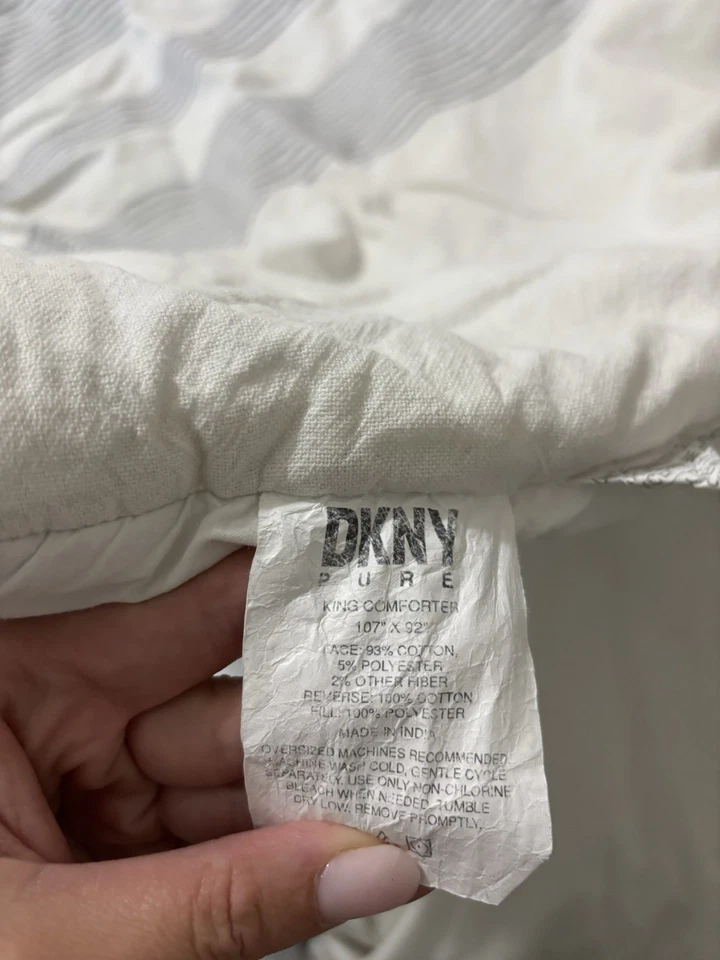 DKNY
PURE
KING COMFORTER
107" X 92"
FACE: 93% COTTON,
5% POLYESTER
2% OTHER FIBER
REVERSE: 100% COTTON
FILL: 100% POLYESTER
MADE IN INDIA
OVERSIZED MACHINES RECOMMENDED.
MACHINE WASH COLD, GENTLE CYCLE
SEPARATELY. USE ONLY NON-CHLORINE
BLEACH WHEN NEEDED. TUMBLE
DRY LOW. REMOVE PROMPTLY.